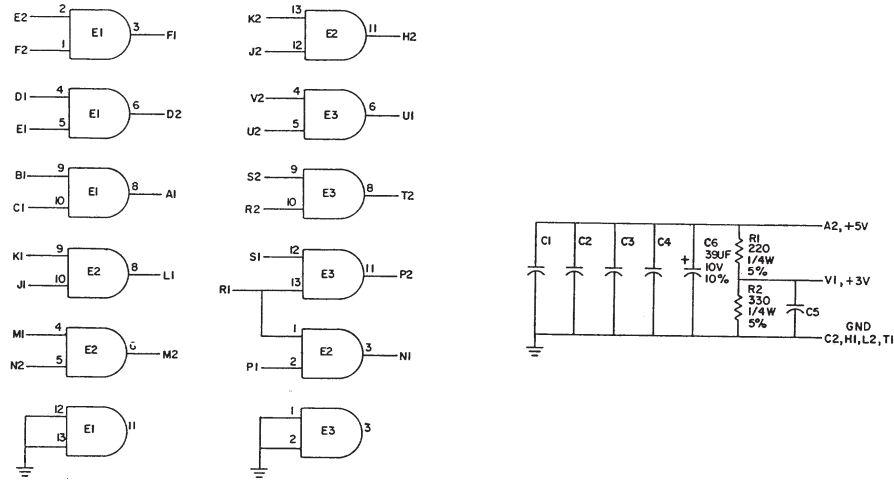 E2 2 E1 3 F1
F2 1
D1 4 E1 6 D2
E1 5
B1 9 E1 8 A1
C1 10
K1 9 E2 8 L1
J1 10
M1 4 E2 6 M2
N2 5
12 E1 11
13
K2 13 E2 11 H2
J2 12
V2 4 E3 6 U1
U2 5
S2 9 E3 8 T2
R2 10
S1 12 E3 11 P2
R1 13
1 E2 3 N1
P1 2
1 E3 3
2
A2, +5V
C1
C2
C3
C4
+
C6
39UF
10V
10%
R1
220
1/4W
5%
V1, +3V
R2
330
1/4W
5%
C5
GND
C2, H1, L2, T1